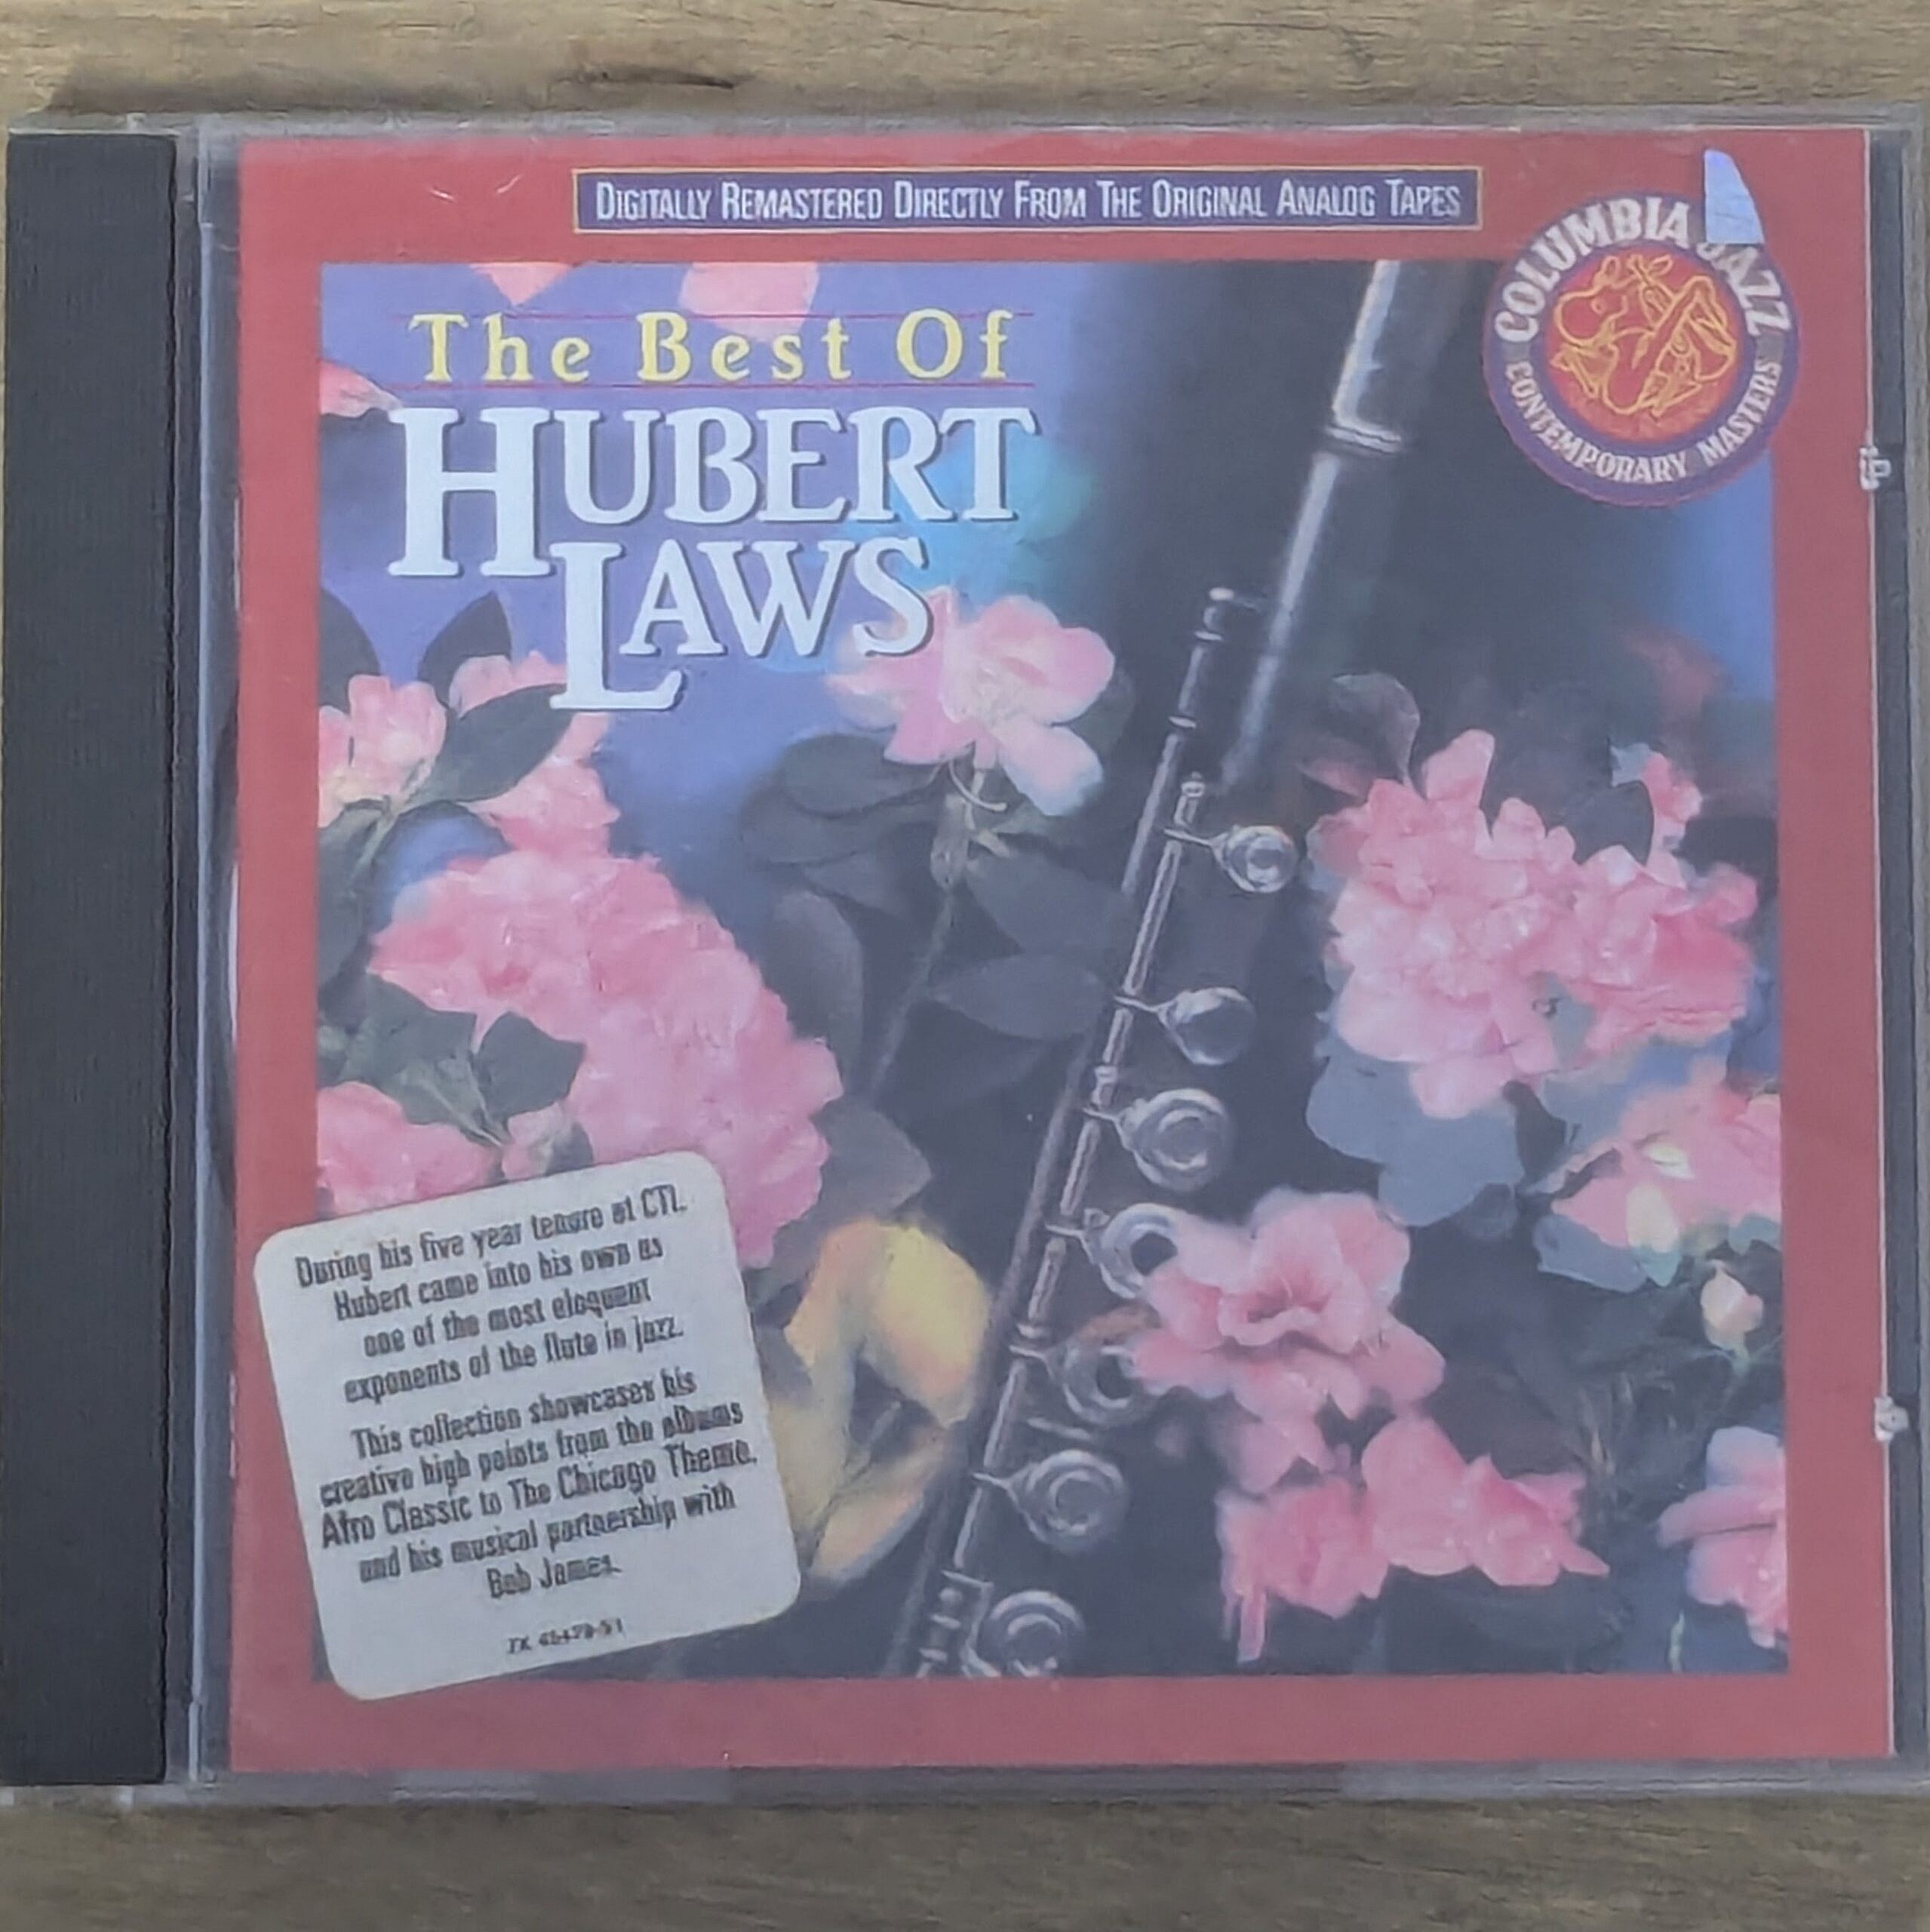 DIGITALLY REMASTERED DIRECTLY FROM THE ORIGINAL ANALOG TAPES
COLUMBIA JAZZ
CONTEMPORARY MASTERS
The Best Of
HUBERT
LAWS
During his five year tenure at CTI,
Hubert came into his own as
one of the most eloquent
exponents of the flute in jazz.
This collection showcases his
creative high points from the albums
Afro Classic to The Chicago Theme,
and his musical partnership with
Bob James.